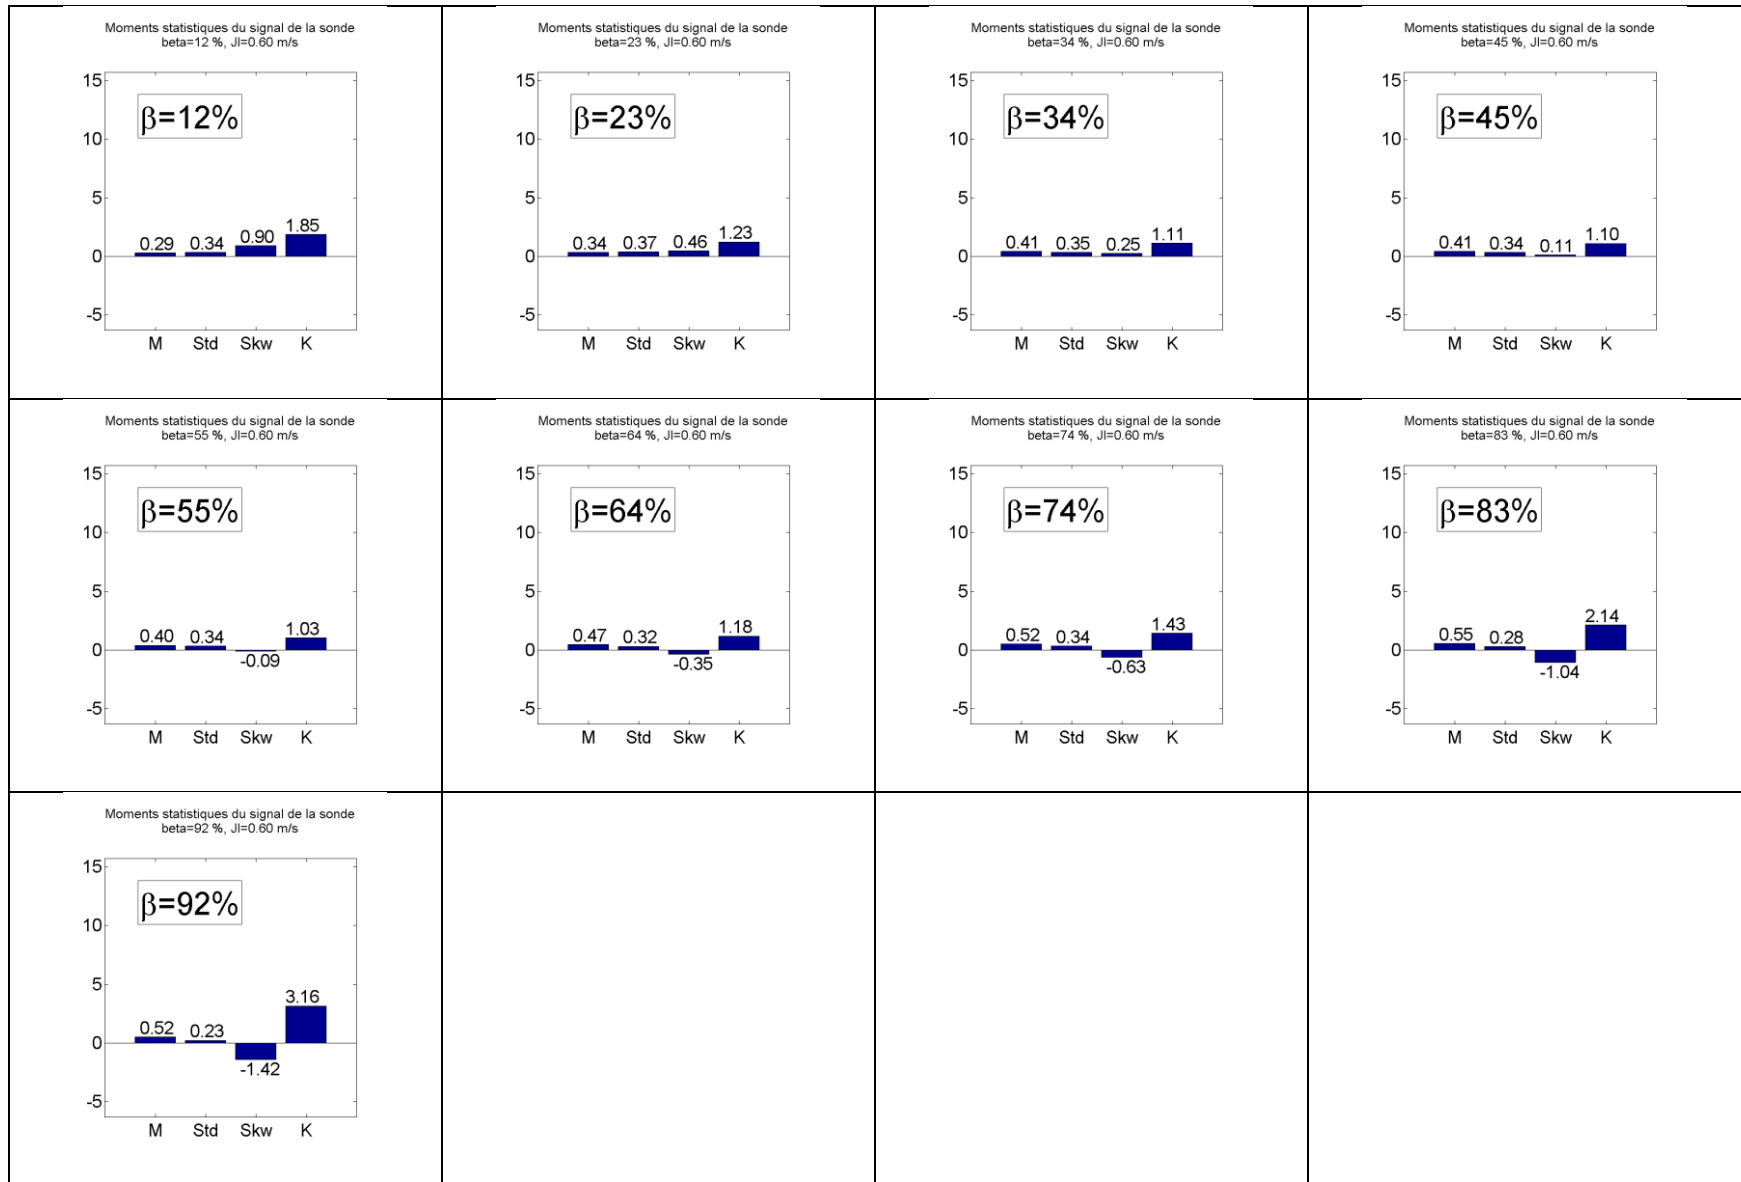 Moments statistiques du signal de la sonde
beta=12 %, Jl=0.60 m/s
15
10
5
0
-5
β=12%
0.29 0.34 0.90 1.85
M Std Skw K
Moments statistiques du signal de la sonde
beta=23 %, Jl=0.60 m/s
15
10
5
0
-5
β=23%
0.34 0.37 0.46 1.23
M Std Skw K
Moments statistiques du signal de la sonde
beta=34 %, Jl=0.60 m/s
15
10
5
0
-5
β=34%
0.41 0.35 0.25 1.11
M Std Skw K
Moments statistiques du signal de la sonde
beta=45 %, Jl=0.60 m/s
15
10
5
0
-5
β=45%
0.41 0.34 0.11 1.10
M Std Skw K
Moments statistiques du signal de la sonde
beta=55 %, Jl=0.60 m/s
15
10
5
0
-5
β=55%
0.40 0.34 -0.09 1.03
M Std Skw K
Moments statistiques du signal de la sonde
beta=64 %, Jl=0.60 m/s
15
10
5
0
-5
β=64%
0.47 0.32 -0.35 1.18
M Std Skw K
Moments statistiques du signal de la sonde
beta=74 %, Jl=0.60 m/s
15
10
5
0
-5
β=74%
0.52 0.34 -0.63 1.43
M Std Skw K
Moments statistiques du signal de la sonde
beta=83 %, Jl=0.60 m/s
15
10
5
0
-5
β=83%
0.55 0.28 -1.04 2.14
M Std Skw K
Moments statistiques du signal de la sonde
beta=92 %, Jl=0.60 m/s
15
10
5
0
-5
β=92%
0.52 0.23 -1.42 3.16
M Std Skw K